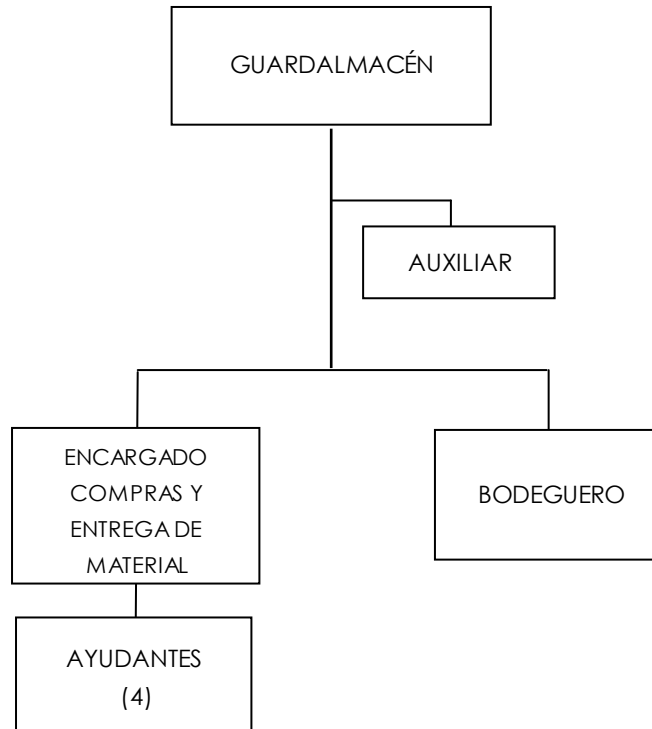 GUARDALMACÉN
AUXILIAR
ENCARGADO
COMPRAS Y
ENTREGA DE
MATERIAL
BODEGUERO
AYUDANTES
(4)